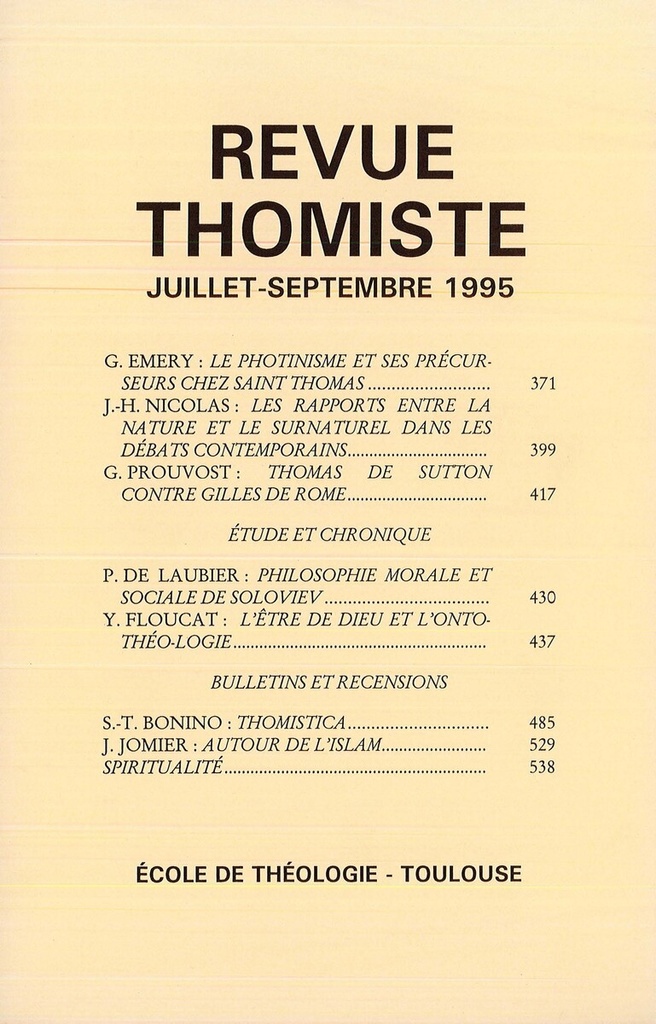 REVUE
THOMISTE
JUILLET-SEPTEMBRE 1995
G. EMERY : LE PHOTINISME ET SES PRÉCUR-
SEURS CHEZ SAINT THOMAS .......................... 371
J.-H. NICOLAS : LES RAPPORTS ENTRE LA
NATURE ET LE SURNATUREL DANS LES
DÉBATS CONTEMPORAINS.............................. 399
G. PROUVOST : THOMAS DE SUTTON
CONTRE GILLES DE ROME.............................. 417
ÉTUDE ET CHRONIQUE
P. DE LAUBIER : PHILOSOPHIE MORALE ET
SOCIALE DE SOLOVIEV ................................... 430
Y. FLOUCAT : L'ÊTRE DE DIEU ET L'ONTO-
THÉO-LOGIE...................................................... 437
BULLETINS ET RECENSIONS
S.-T. BONINO : THOMISTICA.............................. 485
J. JOMIER : AUTOUR DE L'ISLAM...................... 529
SPIRITUALITÉ........................................................ 538
ÉCOLE DE THÉOLOGIE - TOULOUSE